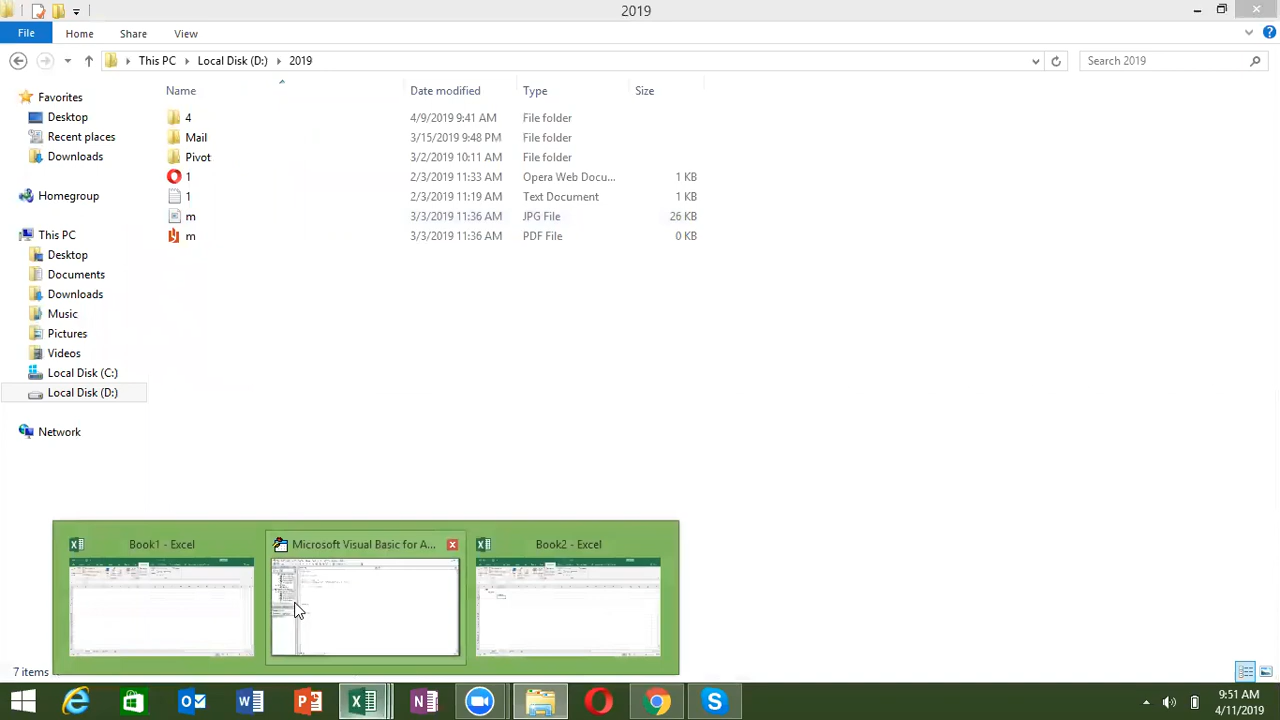 2019
File Home Share View
This PC Local Disk (D:) 2019
Search 2019
Name Date modified Type Size
Favorites
Desktop
Recent places
Downloads
Homegroup
This PC
Desktop
Documents
Downloads
Music
Pictures
Videos
Local Disk (C:)
Local Disk (D:)
Network
4 4/9/2019 9:41 AM File folder
Mail 3/15/2019 9:48 PM File folder
Pivot 3/2/2019 10:11 AM File folder
1 2/3/2019 11:33 AM Opera Web Docu... 1 KB
1 2/3/2019 11:19 AM Text Document 1 KB
m 3/3/2019 11:36 AM JPG File 26 KB
m 3/3/2019 11:36 AM PDF File 0 KB
Book1 - Excel
Microsoft Visual Basic for A...
Book2 - Excel
7 items
9:51 AM
4/11/2019